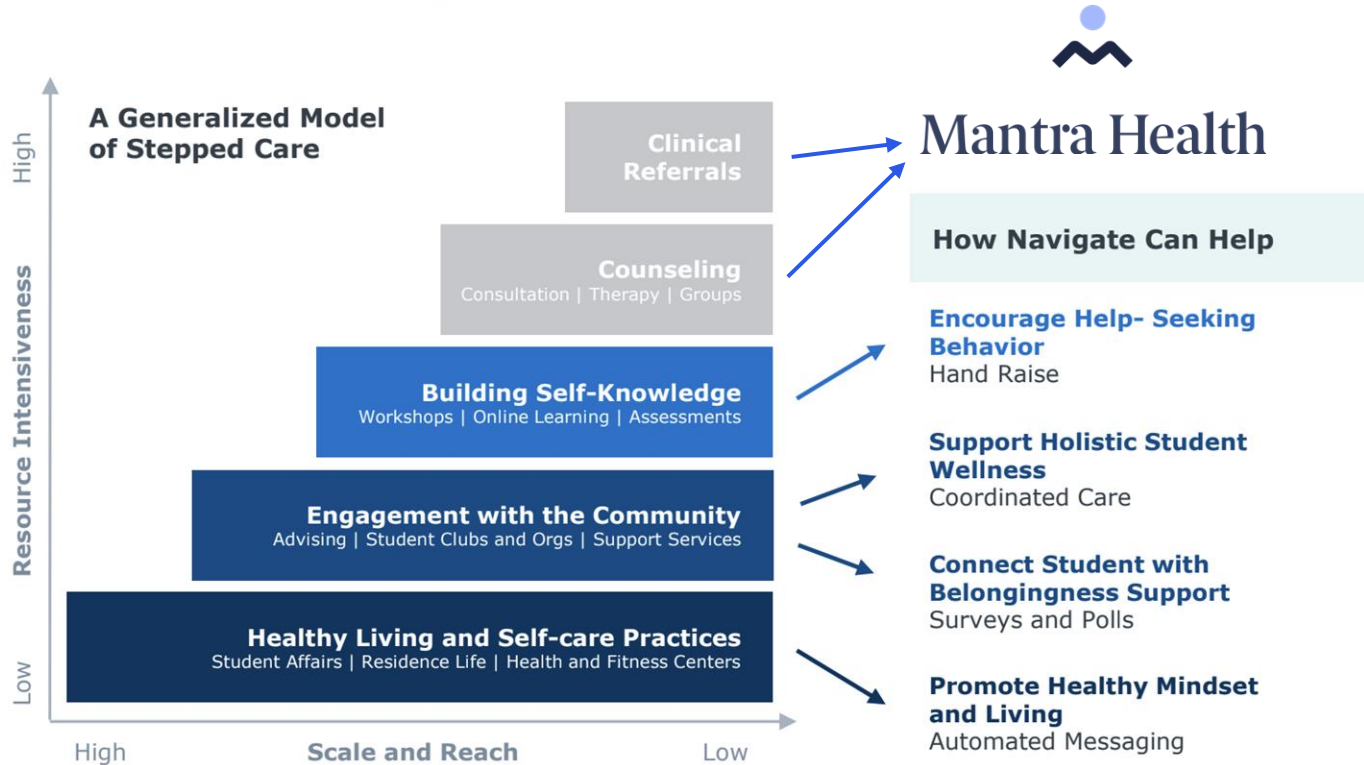 A Generalized Model
of Stepped Care
High
Resource Intensiveness
Low
Clinical
Referrals
Counseling
Consultation | Therapy | Groups
Building Self-Knowledge
Workshops | Online Learning | Assessments
Engagement with the Community
Advising | Student Clubs and Orgs | Support Services
Healthy Living and Self-care Practices
Student Affairs | Residence Life | Health and Fitness Centers
High
Scale and Reach
Low
Mantra Health
How Navigate Can Help
Encourage Help- Seeking
Behavior
Hand Raise
Support Holistic Student
Wellness
Coordinated Care
Connect Student with
Belongingness Support
Surveys and Polls
Promote Healthy Mindset
and Living
Automated Messaging